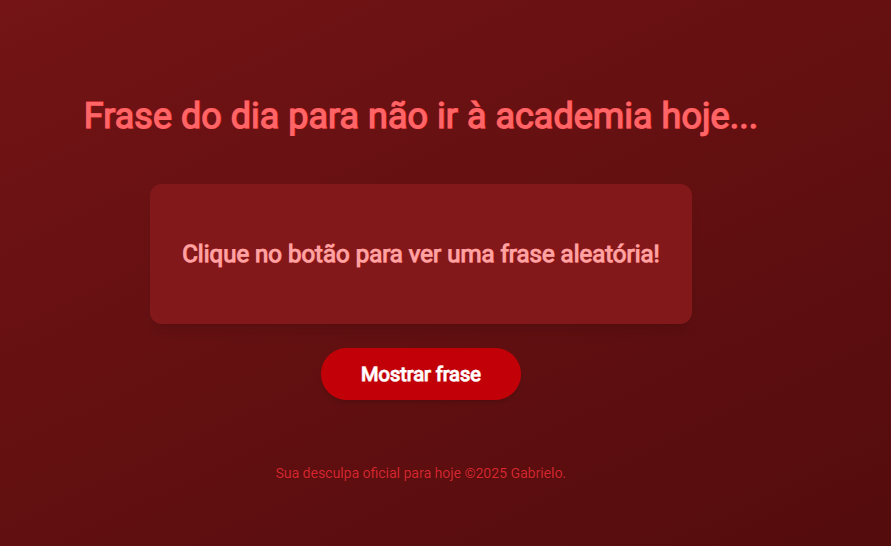 Frase do dia para não ir à academia hoje...
Clique no botão para ver uma frase aleatória!
Mostrar frase
Sua desculpa oficial para hoje ©2025 Gabrielo.